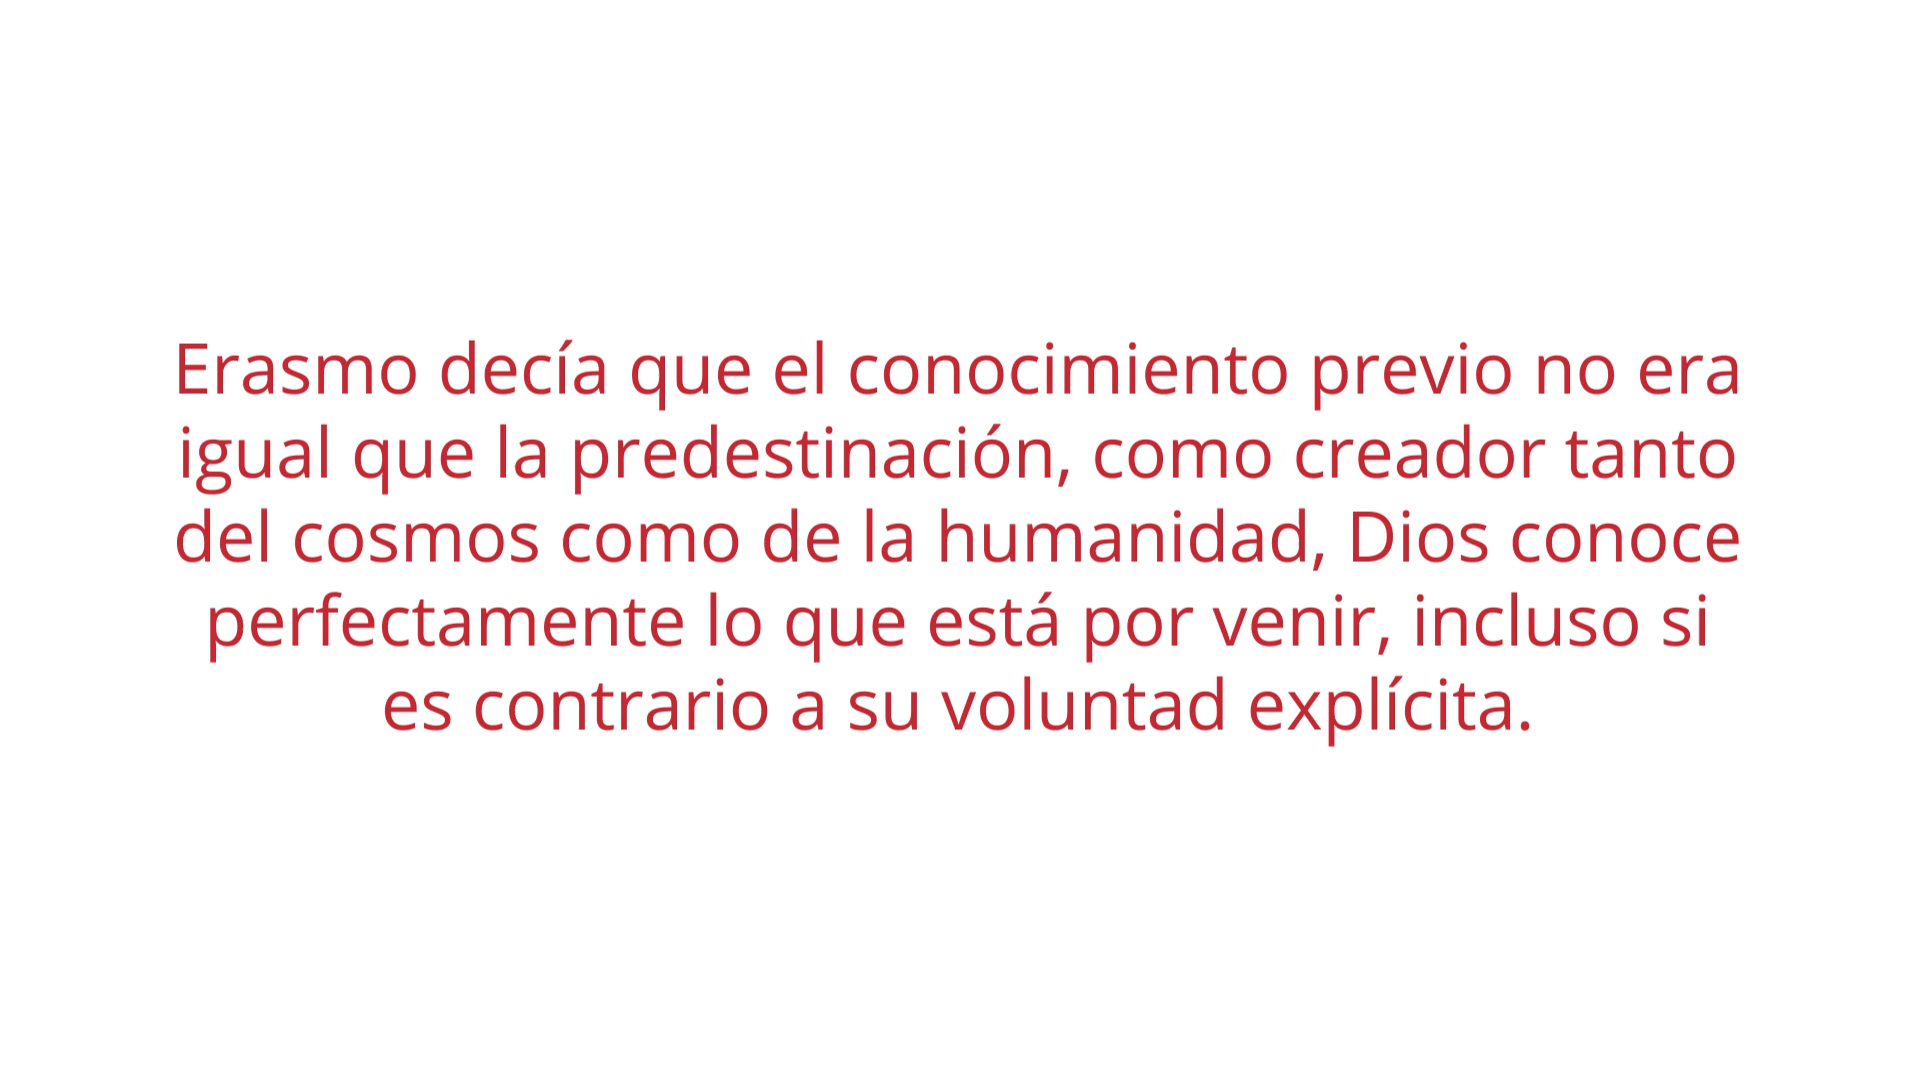 Erasmo decía que el conocimiento previo no era
igual que la predestinación, como creador tanto
del cosmos como de la humanidad, Dios conoce
perfectamente lo que está por venir, incluso si
es contrario a su voluntad explícita.